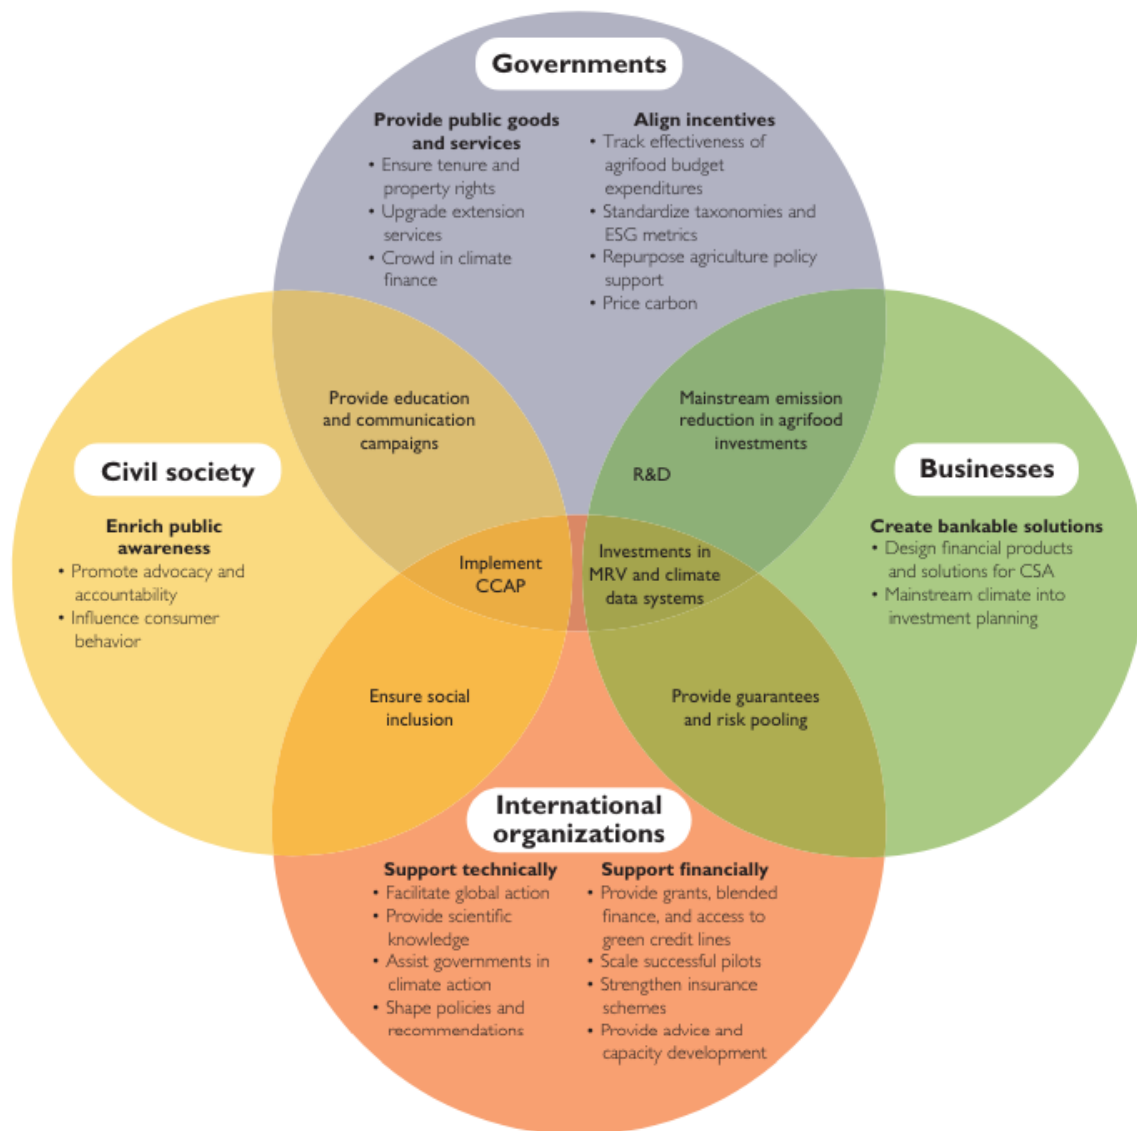 Governments
Provide public goods
and services
• Ensure tenure and
property rights
• Upgrade extension
services
• Crowd in climate
finance
Align incentives
• Track effectiveness of
agrifood budget
expenditures
• Standardize taxonomies and
ESG metrics
• Repurpose agriculture policy
support
• Price carbon
Provide education
and communication
campaigns
Mainstream emission
reduction in agrifood
investments
R&D
Civil society
Enrich public
awareness
• Promote advocacy and
accountability
• Influence consumer
behavior
Businesses
Create bankable solutions
• Design financial products
and solutions for CSA
• Mainstream climate into
investment planning
Implement
CCAP
Investments in
MRV and climate
data systems
Ensure social
inclusion
Provide guarantees
and risk pooling
International
organizations
Support technically
• Facilitate global action
• Provide scientific
knowledge
• Assist governments in
climate action
• Shape policies and
recommendations
Support financially
• Provide grants, blended
finance, and access to
green credit lines
• Scale successful pilots
• Strengthen insurance
schemes
• Provide advice and
capacity development